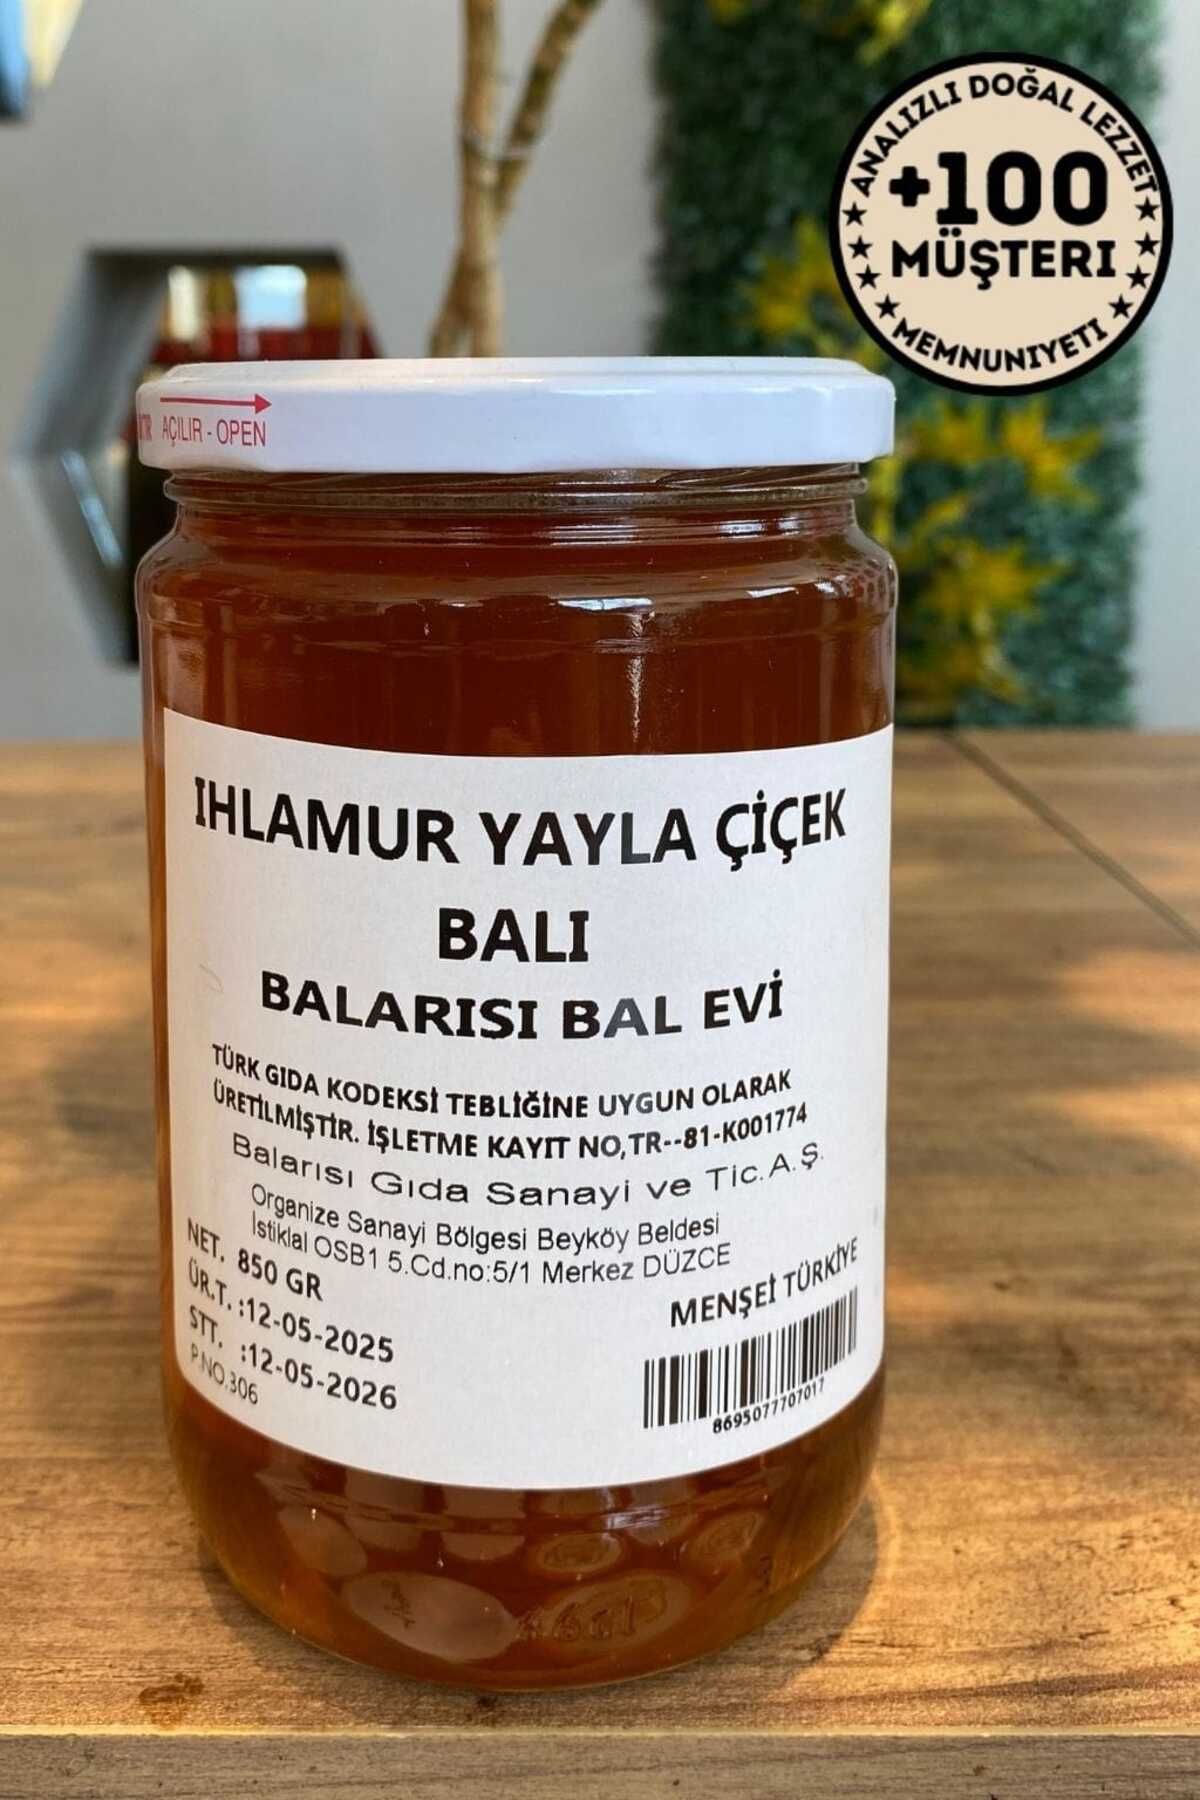 ANALIZLI DOĞAL LEZZET
+100
MÜŞTERI
MEMNUNIYETI
AÇILIR - OPEN
IHLAMUR YAYLA ÇİÇEK
BALI
BALARISI BAL EVİ
TÜRK GIDA KODEKSİ TEBLİĞİNE UYGUN OLARAK
ÜRETİLMİŞTİR. İŞLETME KAYIT NO,TR--81-K001774
Balarısı Gıda Sanayi ve Tic.A.Ş.
Organize Sanayi Bölgesi Beyköy Beldesi
İstiklal OSB1 5.Cd.no:5/1 Merkez DÜZCE
NET. 850 GR
ÜR.T. :12-05-2025
STT. :12-05-2026
P.NO.306
MENŞEİ TÜRKİYE
8695077707017